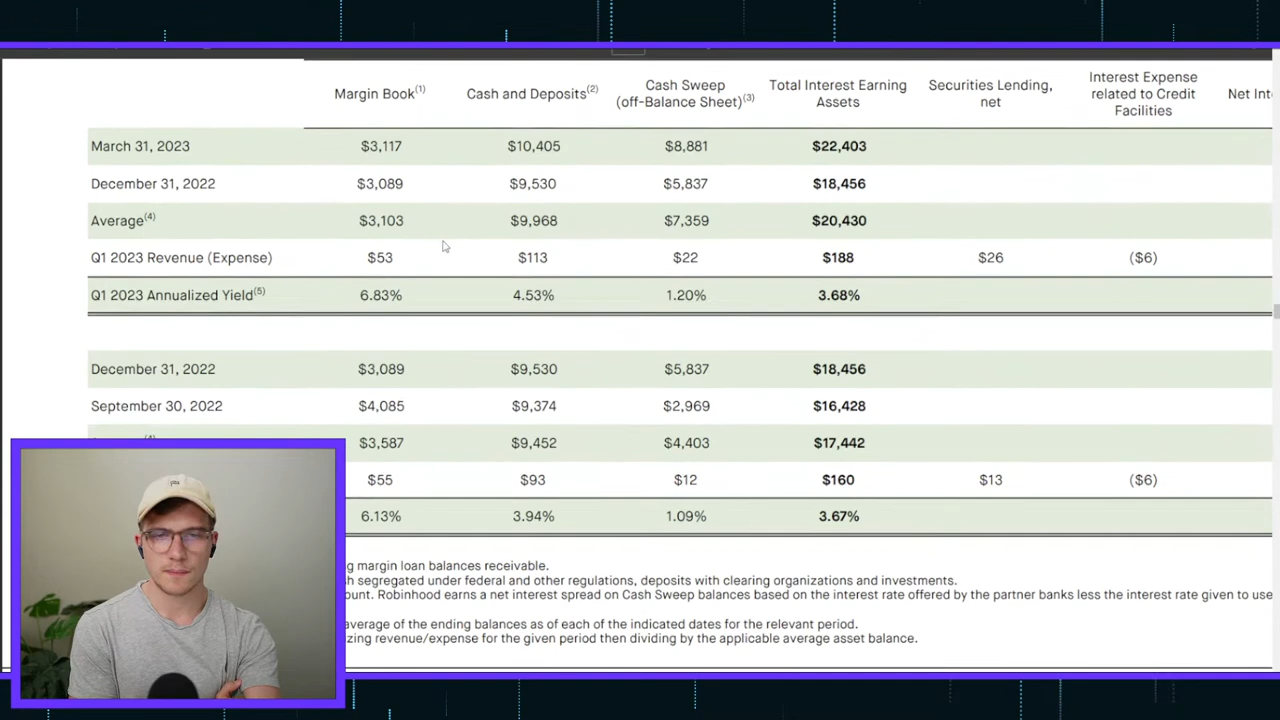 Margin Book(1) Cash and Deposits(2) Cash Sweep (off-Balance Sheet)(3) Total Interest Earning Assets Securities Lending, net Interest Expense related to Credit Facilities Net
March 31, 2023 $3,117 $10,405 $8,881 $22,403
December 31, 2022 $3,089 $9,530 $5,837 $18,456
Average(4) $3,103 $9,968 $7,359 $20,430
Q1 2023 Revenue (Expense) $53 $113 $22 $188 $26 ($6)
Q1 2023 Annualized Yield(5) 6.83% 4.53% 1.20% 3.68%
December 31, 2022 $3,089 $9,530 $5,837 $18,456
September 30, 2022 $4,085 $9,374 $2,969 $16,428
(4) $3,587 $9,452 $4,403 $17,442
$55 $93 $12 $160 $13 ($6)
6.13% 3.94% 1.09% 3.67%
margin loan balances receivable.
segregated under federal and other regulations, deposits with clearing organizations and investments.
Robinhood earns a net interest spread on Cash Sweep balances based on the interest rate offered by the partner banks less the interest rate given to
average of the ending balances as of each of the indicated dates for the relevant period.
revenue/expense for the given period then dividing by the applicable average asset balance.